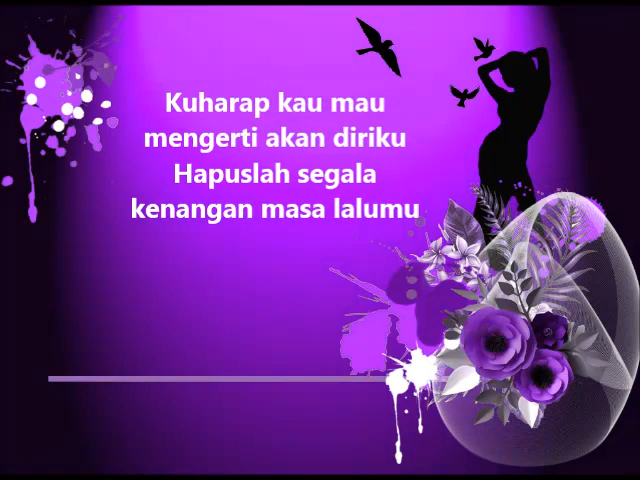 Kuharap kau mau
mengerti akan diriku
Hapuslah segala
kenangan masa lalumu